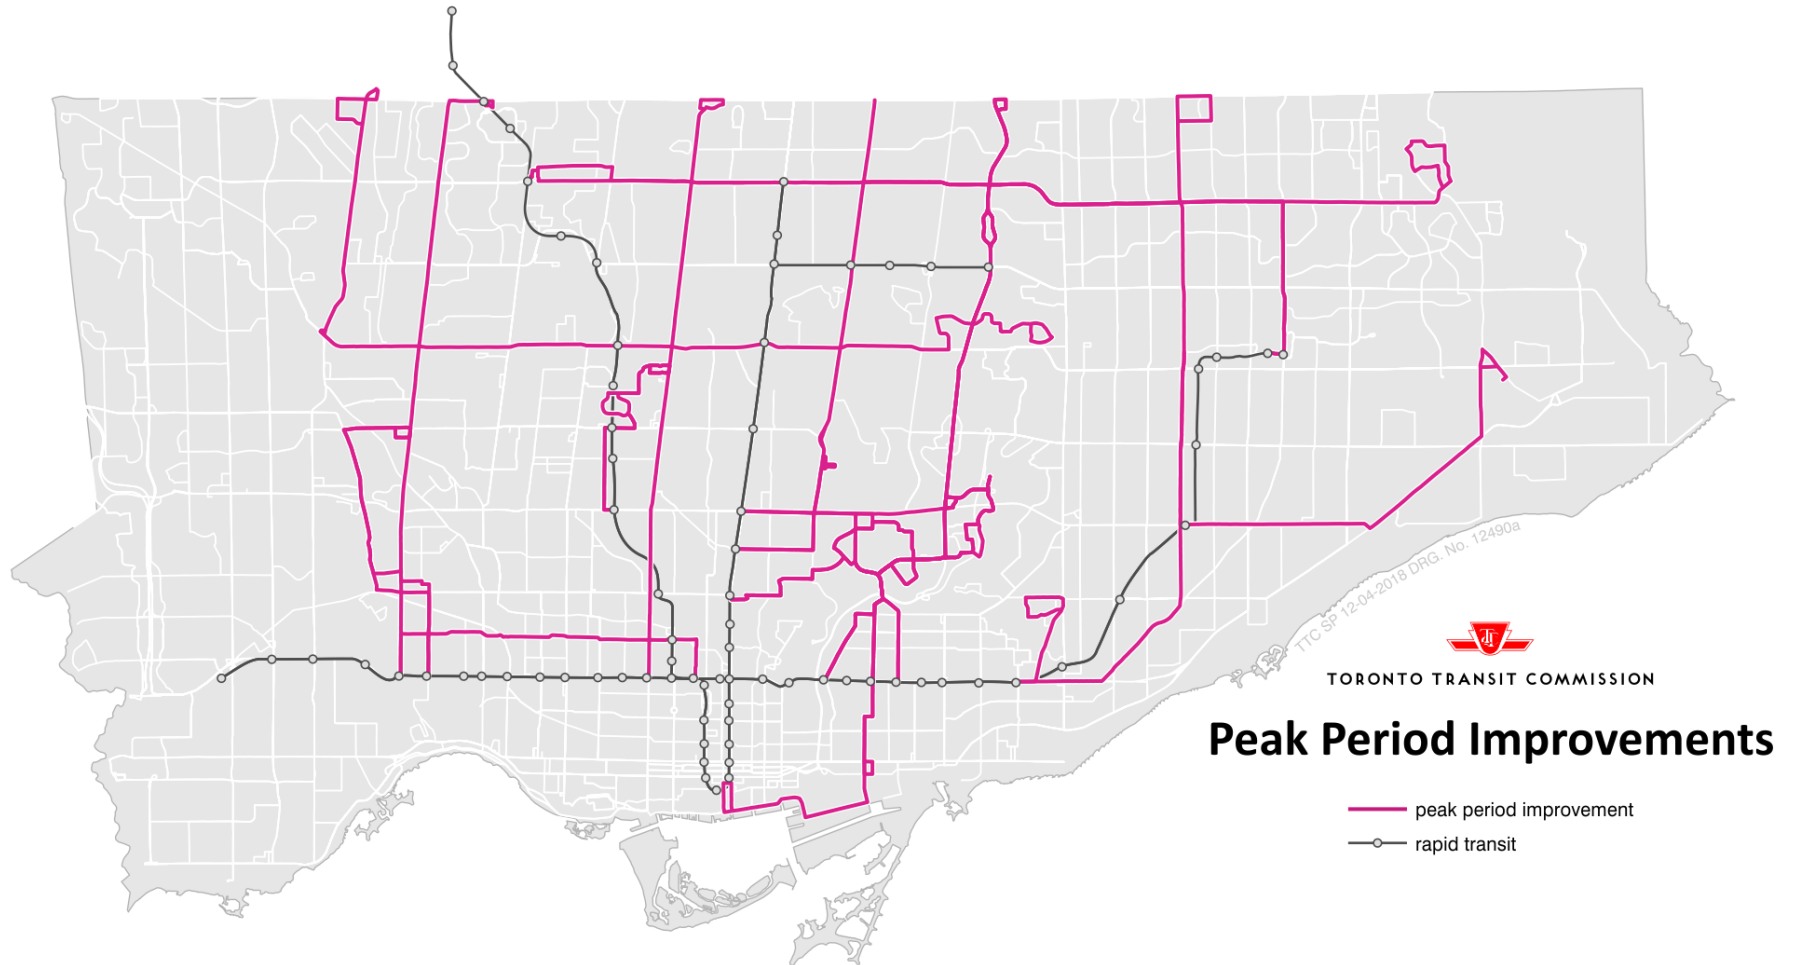 TTC SP 12-04-2018 DRG. No. 12490a
TTC
TORONTO TRANSIT COMMISSION
Peak Period Improvements
peak period improvement
rapid transit